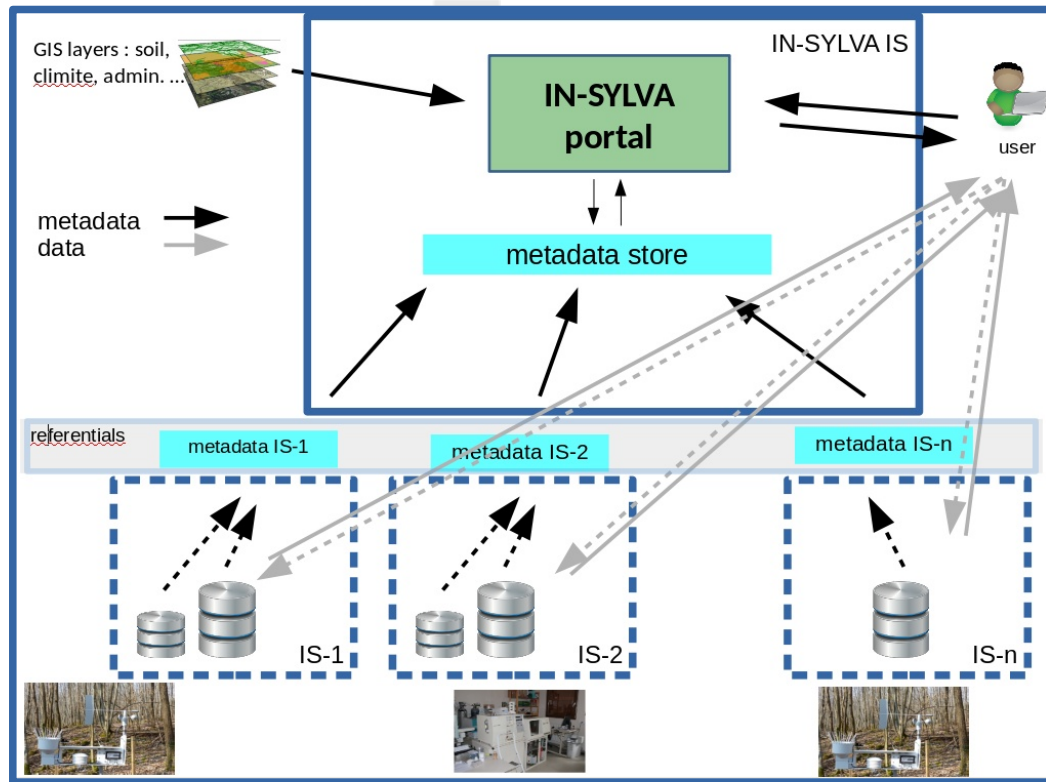 GIS layers : soil,
climite, admin. ...
IN-SYLVA IS
IN-SYLVA
portal
user
metadata
data
metadata store
referentials
metadata IS-1
metadata IS-2
metadata IS-n
IS-1
IS-2
IS-n